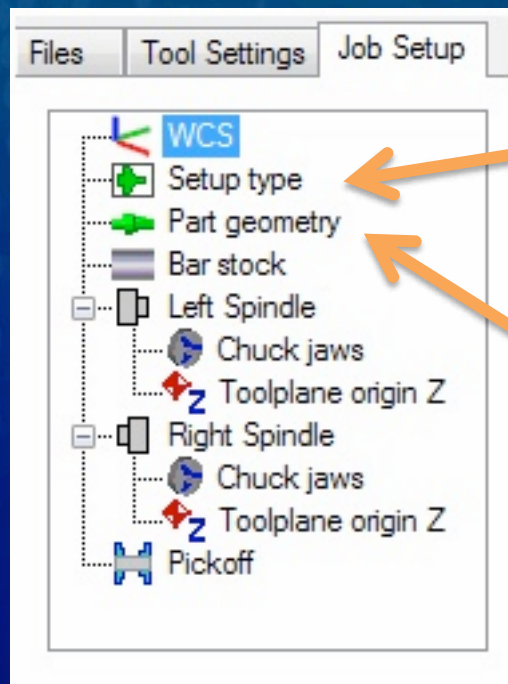 Files Tool Settings Job Setup
WCS
Setup type
Part geometry
Bar stock
Left Spindle
Chuck jaws
Z Toolplane origin Z
Right Spindle
Chuck jaws
Z Toolplane origin Z
Pickoff